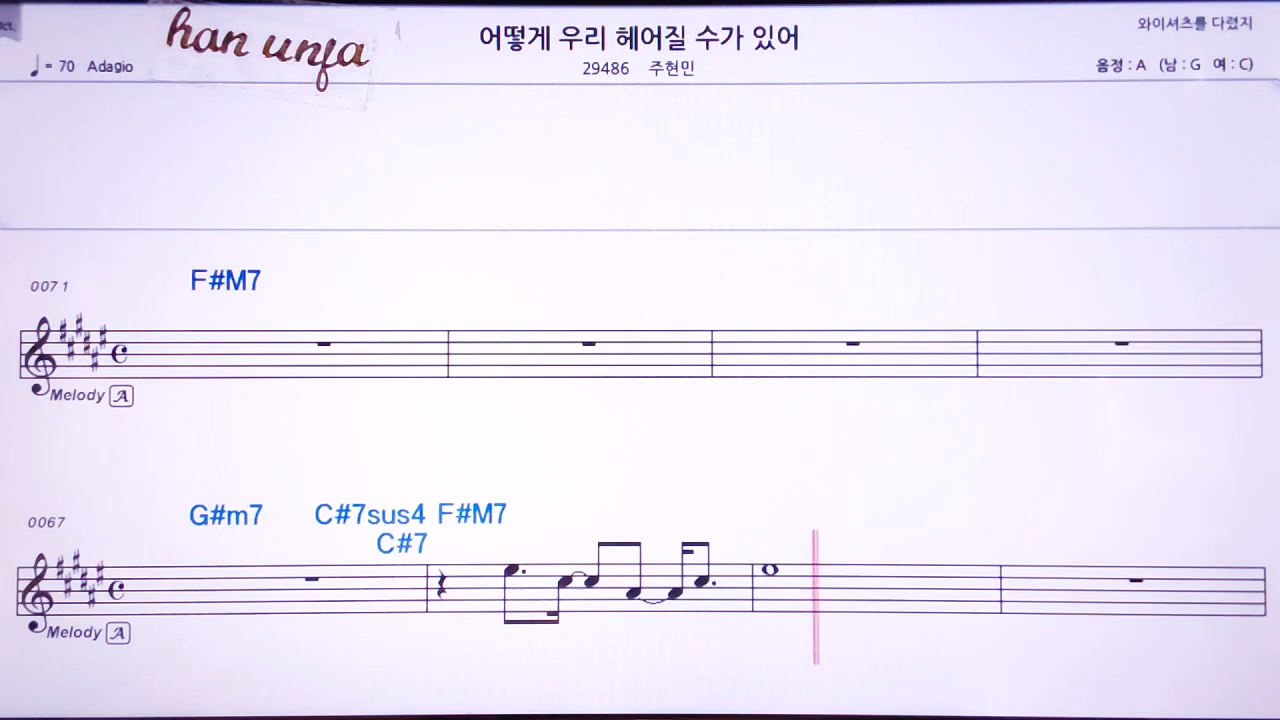 han unfa
어떻게 우리 헤어질 수가 있어
와이셔츠를 다렸지
♩= 70 Adagio
29486 주현민
음정 : A (남 : G 여 : C)
0071 F#M7
Melody A
0067 G#m7 C#7sus4 F#M7
C#7
Melody A